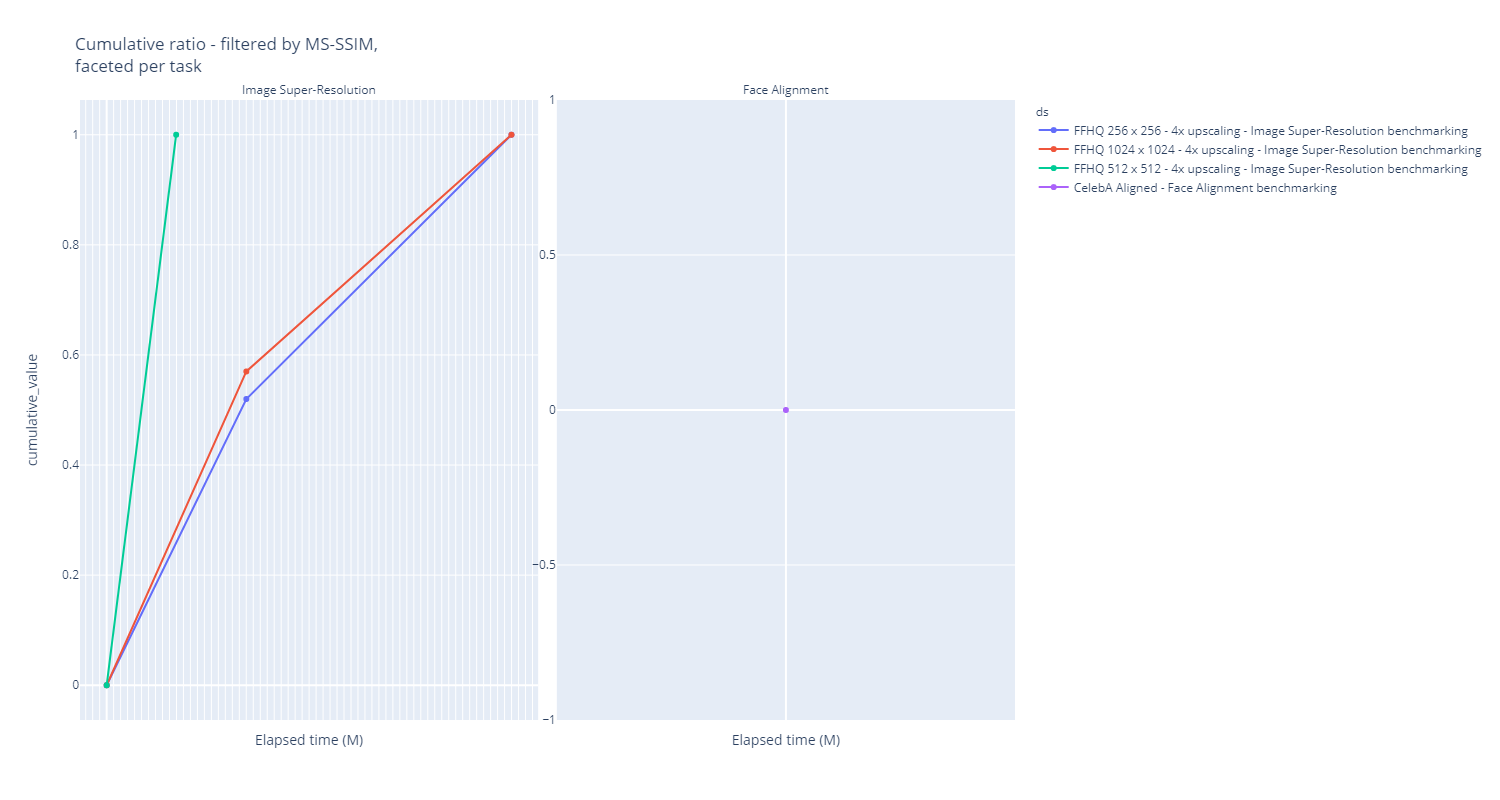 Cumulative ratio - filtered by MS-SSIM,
faceted per task
Image Super-Resolution
Face Alignment
1
0.8
0.6
0.4
0.2
0
cumulative_value
Elapsed time (M)
1
0.5
0
−0.5
−1
Elapsed time (M)
ds
FFHQ 256 x 256 - 4x upscaling - Image Super-Resolution benchmarking
FFHQ 1024 x 1024 - 4x upscaling - Image Super-Resolution benchmarking
FFHQ 512 x 512 - 4x upscaling - Image Super-Resolution benchmarking
CelebA Aligned - Face Alignment benchmarking